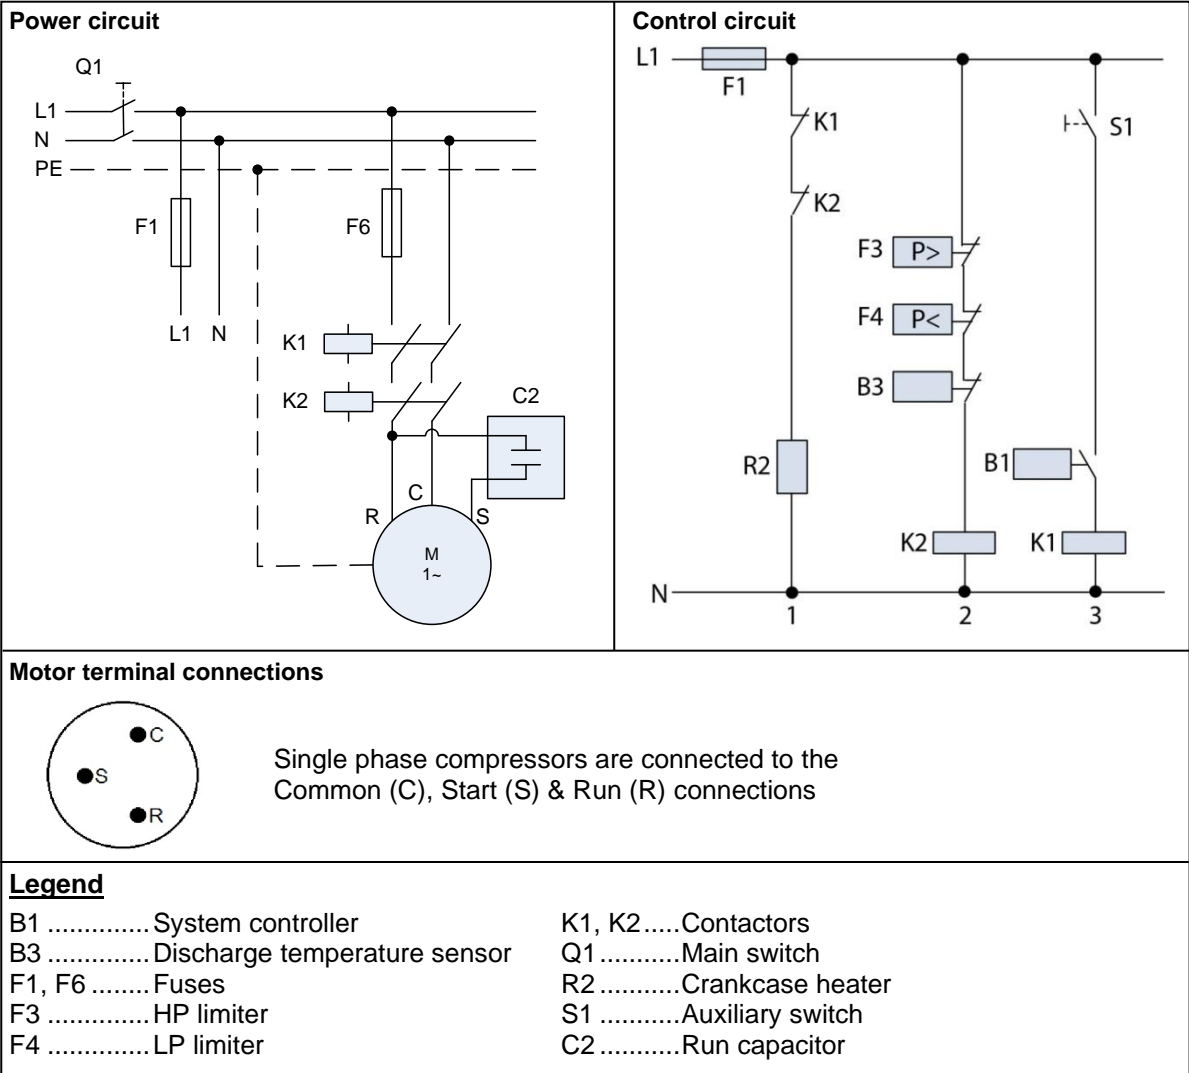 Power circuit
Q1
L1
N
PE
F1
F6
L1 N
K1
K2
C2
C
R
S
M
1~
Control circuit
L1
F1
K1
S1
K2
F3 P>
F4 P<
B3
R2
B1
K2
K1
N
1 2 3
Motor terminal connections
C
S
R
Single phase compressors are connected to the
Common (C), Start (S) & Run (R) connections
Legend
B1 ..............System controller
B3 ..............Discharge temperature sensor
F1, F6 ........Fuses
F3 ..............HP limiter
F4 ..............LP limiter
K1, K2.....Contactors
Q1...........Main switch
R2...........Crankcase heater
S1 ...........Auxiliary switch
C2...........Run capacitor